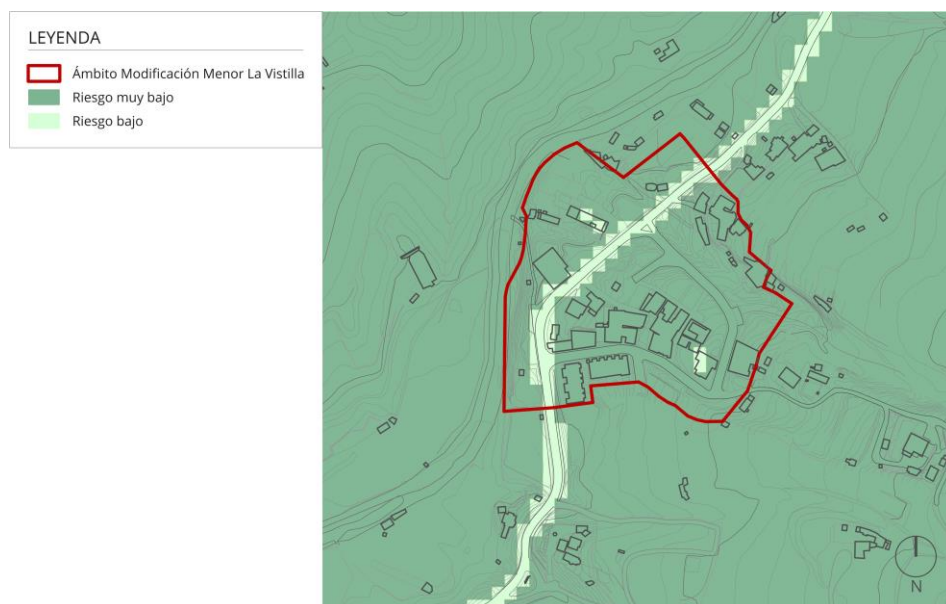 LEYENDA
Ámbito Modificación Menor La Vistilla
Riesgo muy bajo
Riesgo bajo
N